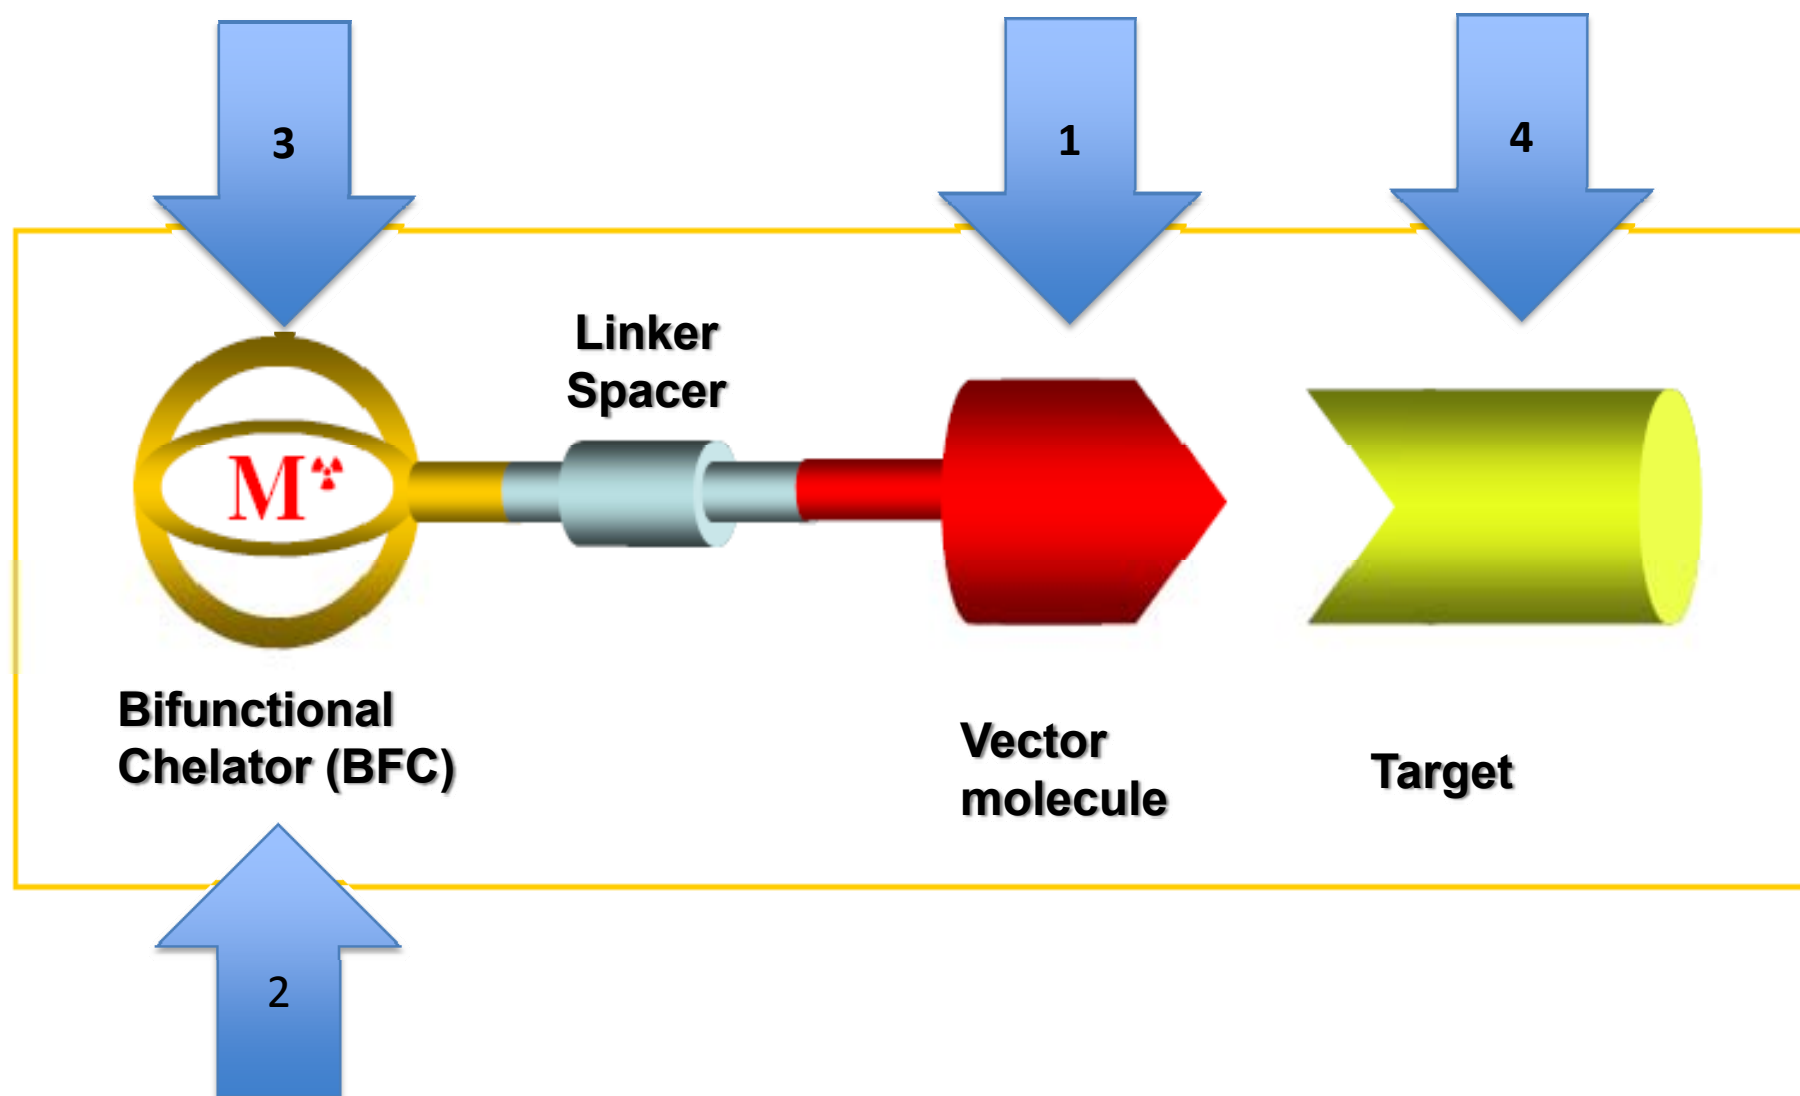 3
1
4
Linker
Spacer
M
Bifunctional
Chelator (BFC)
Vector
molecule
Target
2